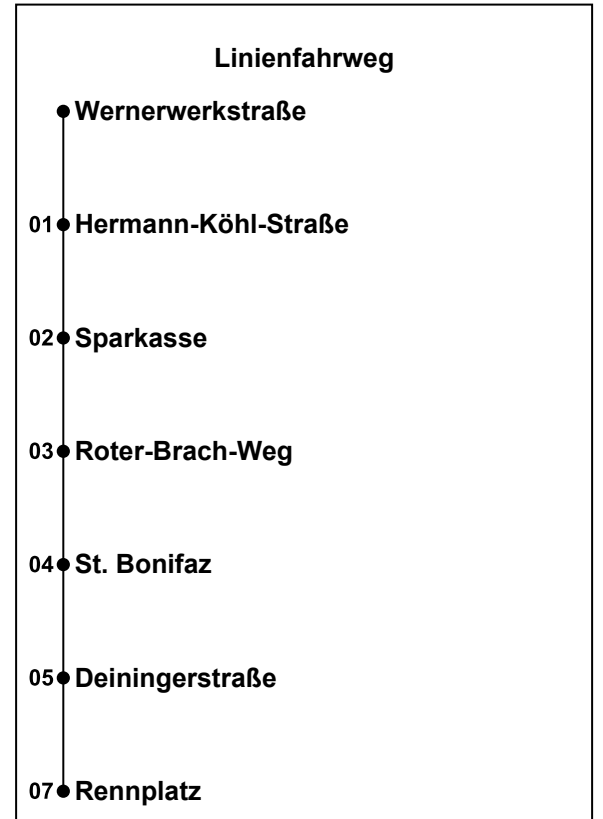 Linienfahrweg
Wernerwerkstraße
01 Hermann-Köhl-Straße
02 Sparkasse
03 Roter-Brach-Weg
04 St. Bonifaz
05 Deiningerstraße
07 Rennplatz